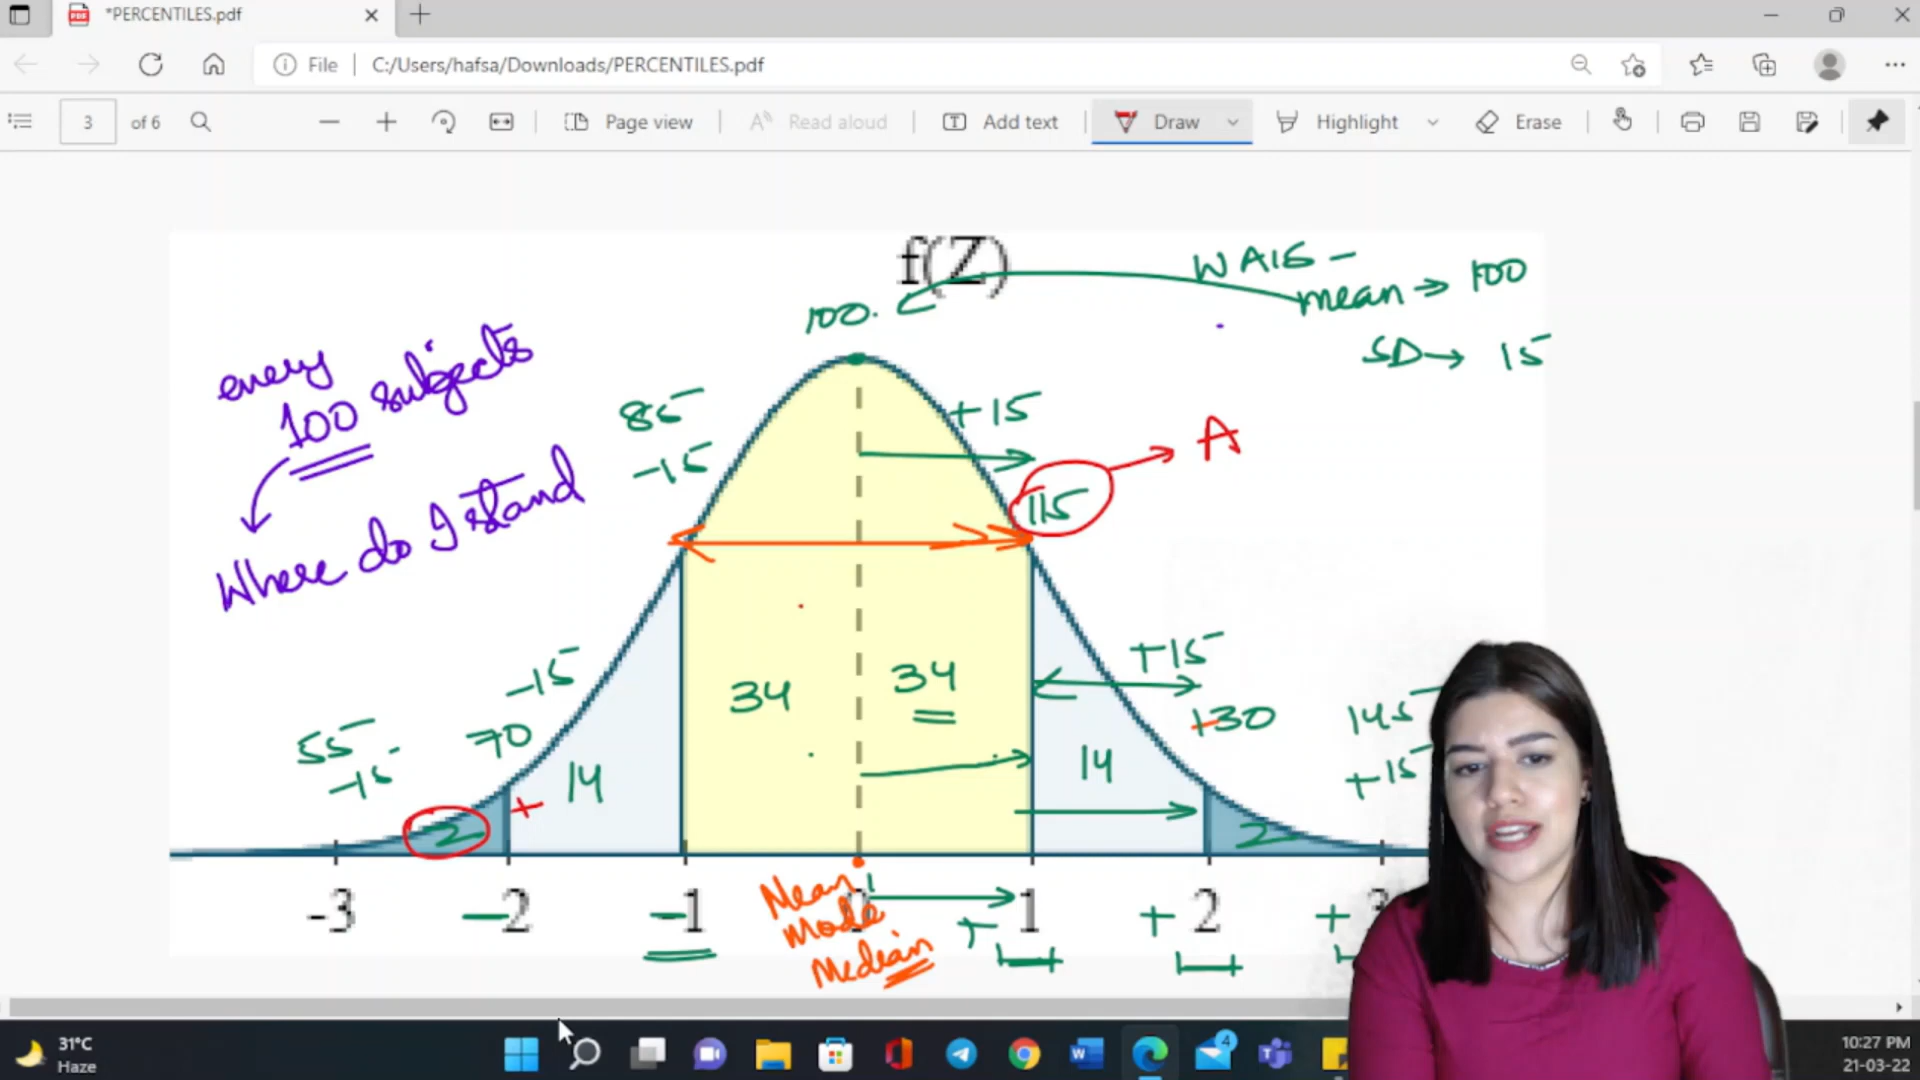 *PERCENTILES.pdf
File
C:/Users/hafsa/Downloads/PERCENTILES.pdf
3 of 6
Page view
Read aloud
Add text
Draw
Highlight
Erase
f(Z)
WAIS -
mean → 100
SD → 15
100.
every
100 subjects
Where do I stand
85
-15
+15
115
A
34
34
-15
70
55
-15
14
2
+
+15
+30
14
2
145
+15
-3 -2 -1 0 1 2
+ + +
Mean
Mode
Median
31°C
Haze
4
10:27 PM
21-03-22